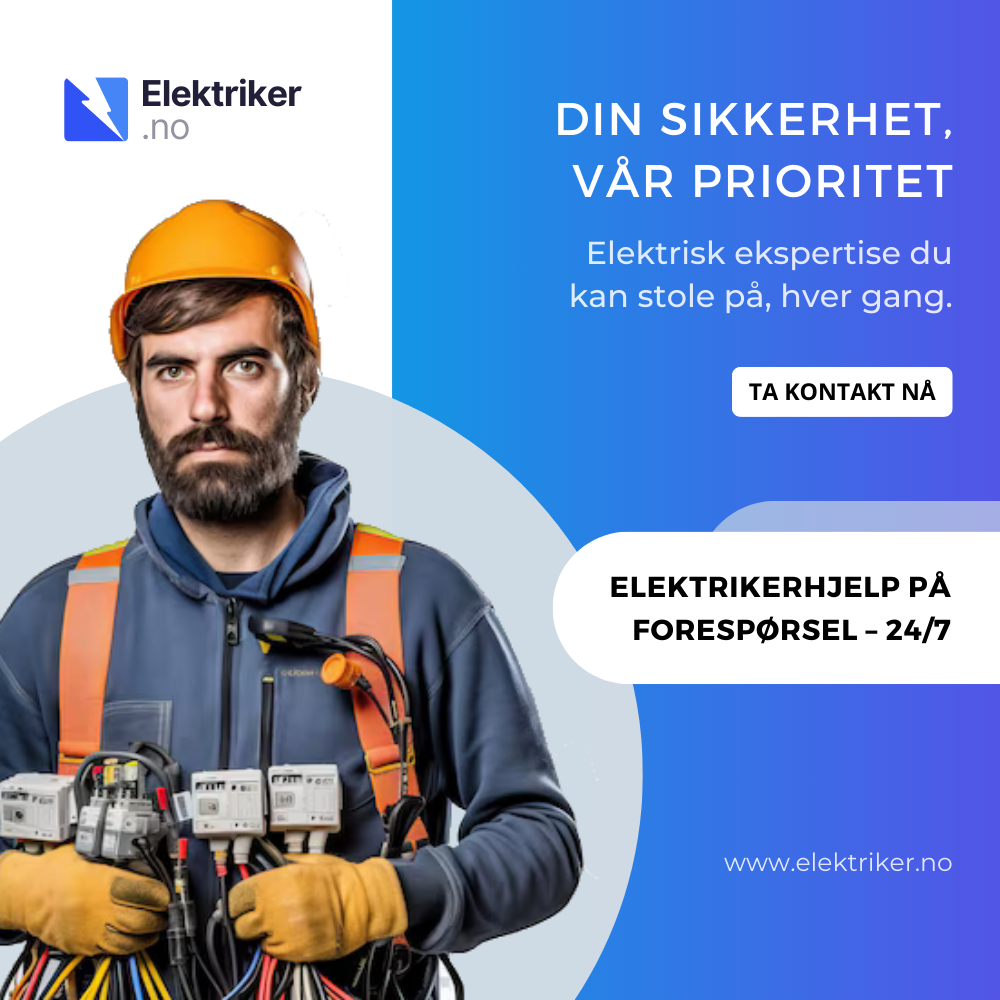 Elektriker
.no
DIN SIKKERHET,
VÅR PRIORITET
Elektrisk ekspertise du
kan stole på, hver gang.
TA KONTAKT NÅ
ELEKTRIKERHJELP PÅ
FORESPØRSEL – 24/7
www.elektriker.no